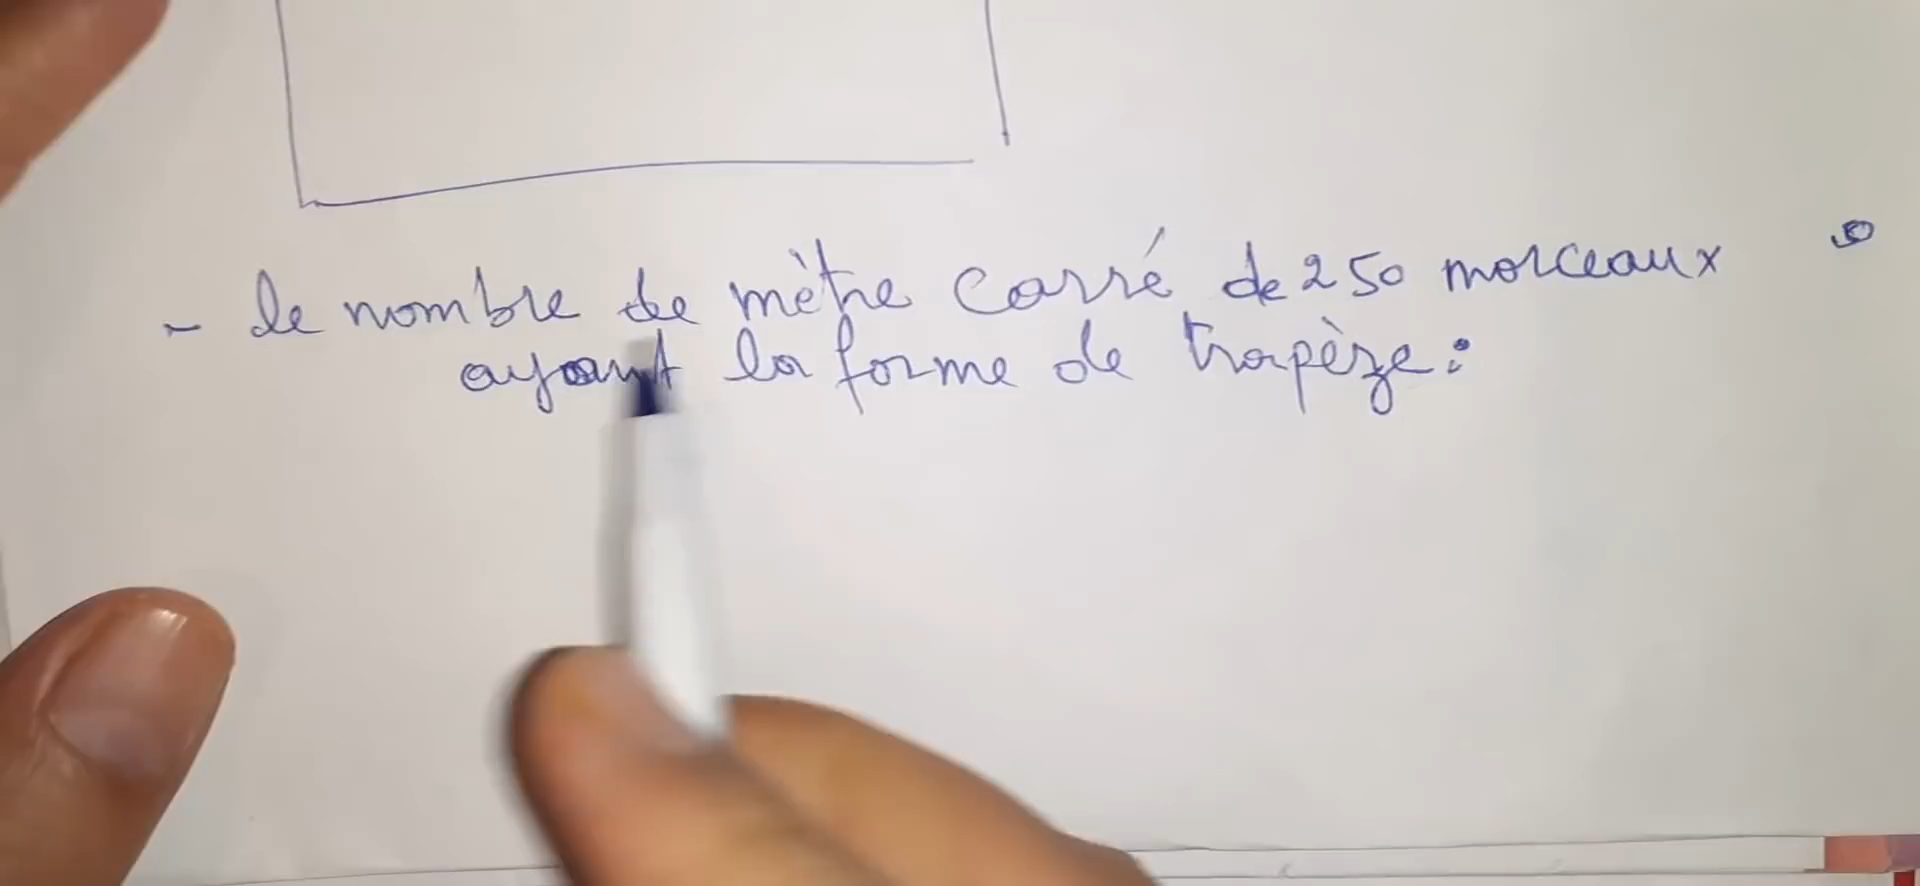 - le nombre de mètre carré de 250 morceaux
ayant la forme de trapèze :